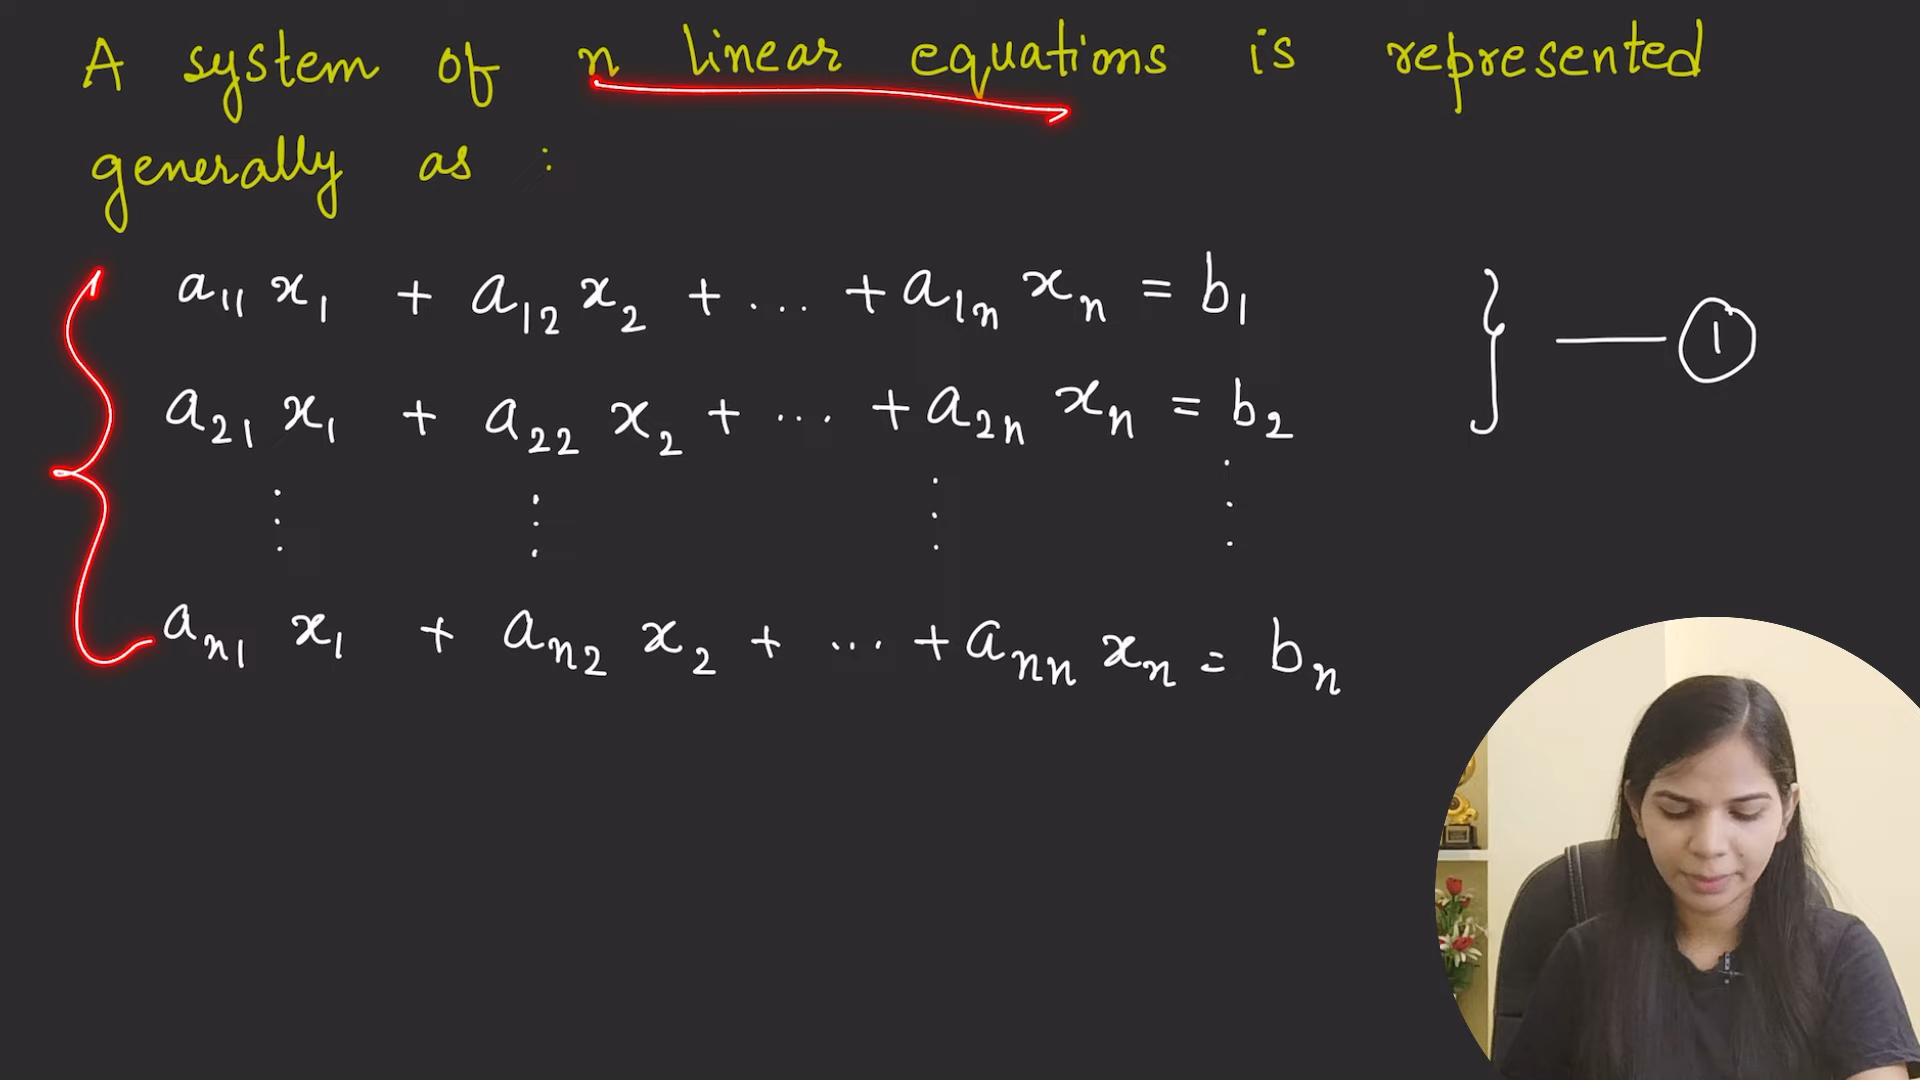 A system of n linear equations is represented
generally as :
a₁₁ x₁ + a₁₂ x₂ + ... + a₁ₙ xₙ = b₁
a₂₁ x₁ + a₂₂ x₂ + ... + a₂ₙ xₙ = b₂ } — ①
⋮ ⋮ ⋮ ⋮
aₙ₁ x₁ + aₙ₂ x₂ + ... + aₙₙ xₙ = bₙ